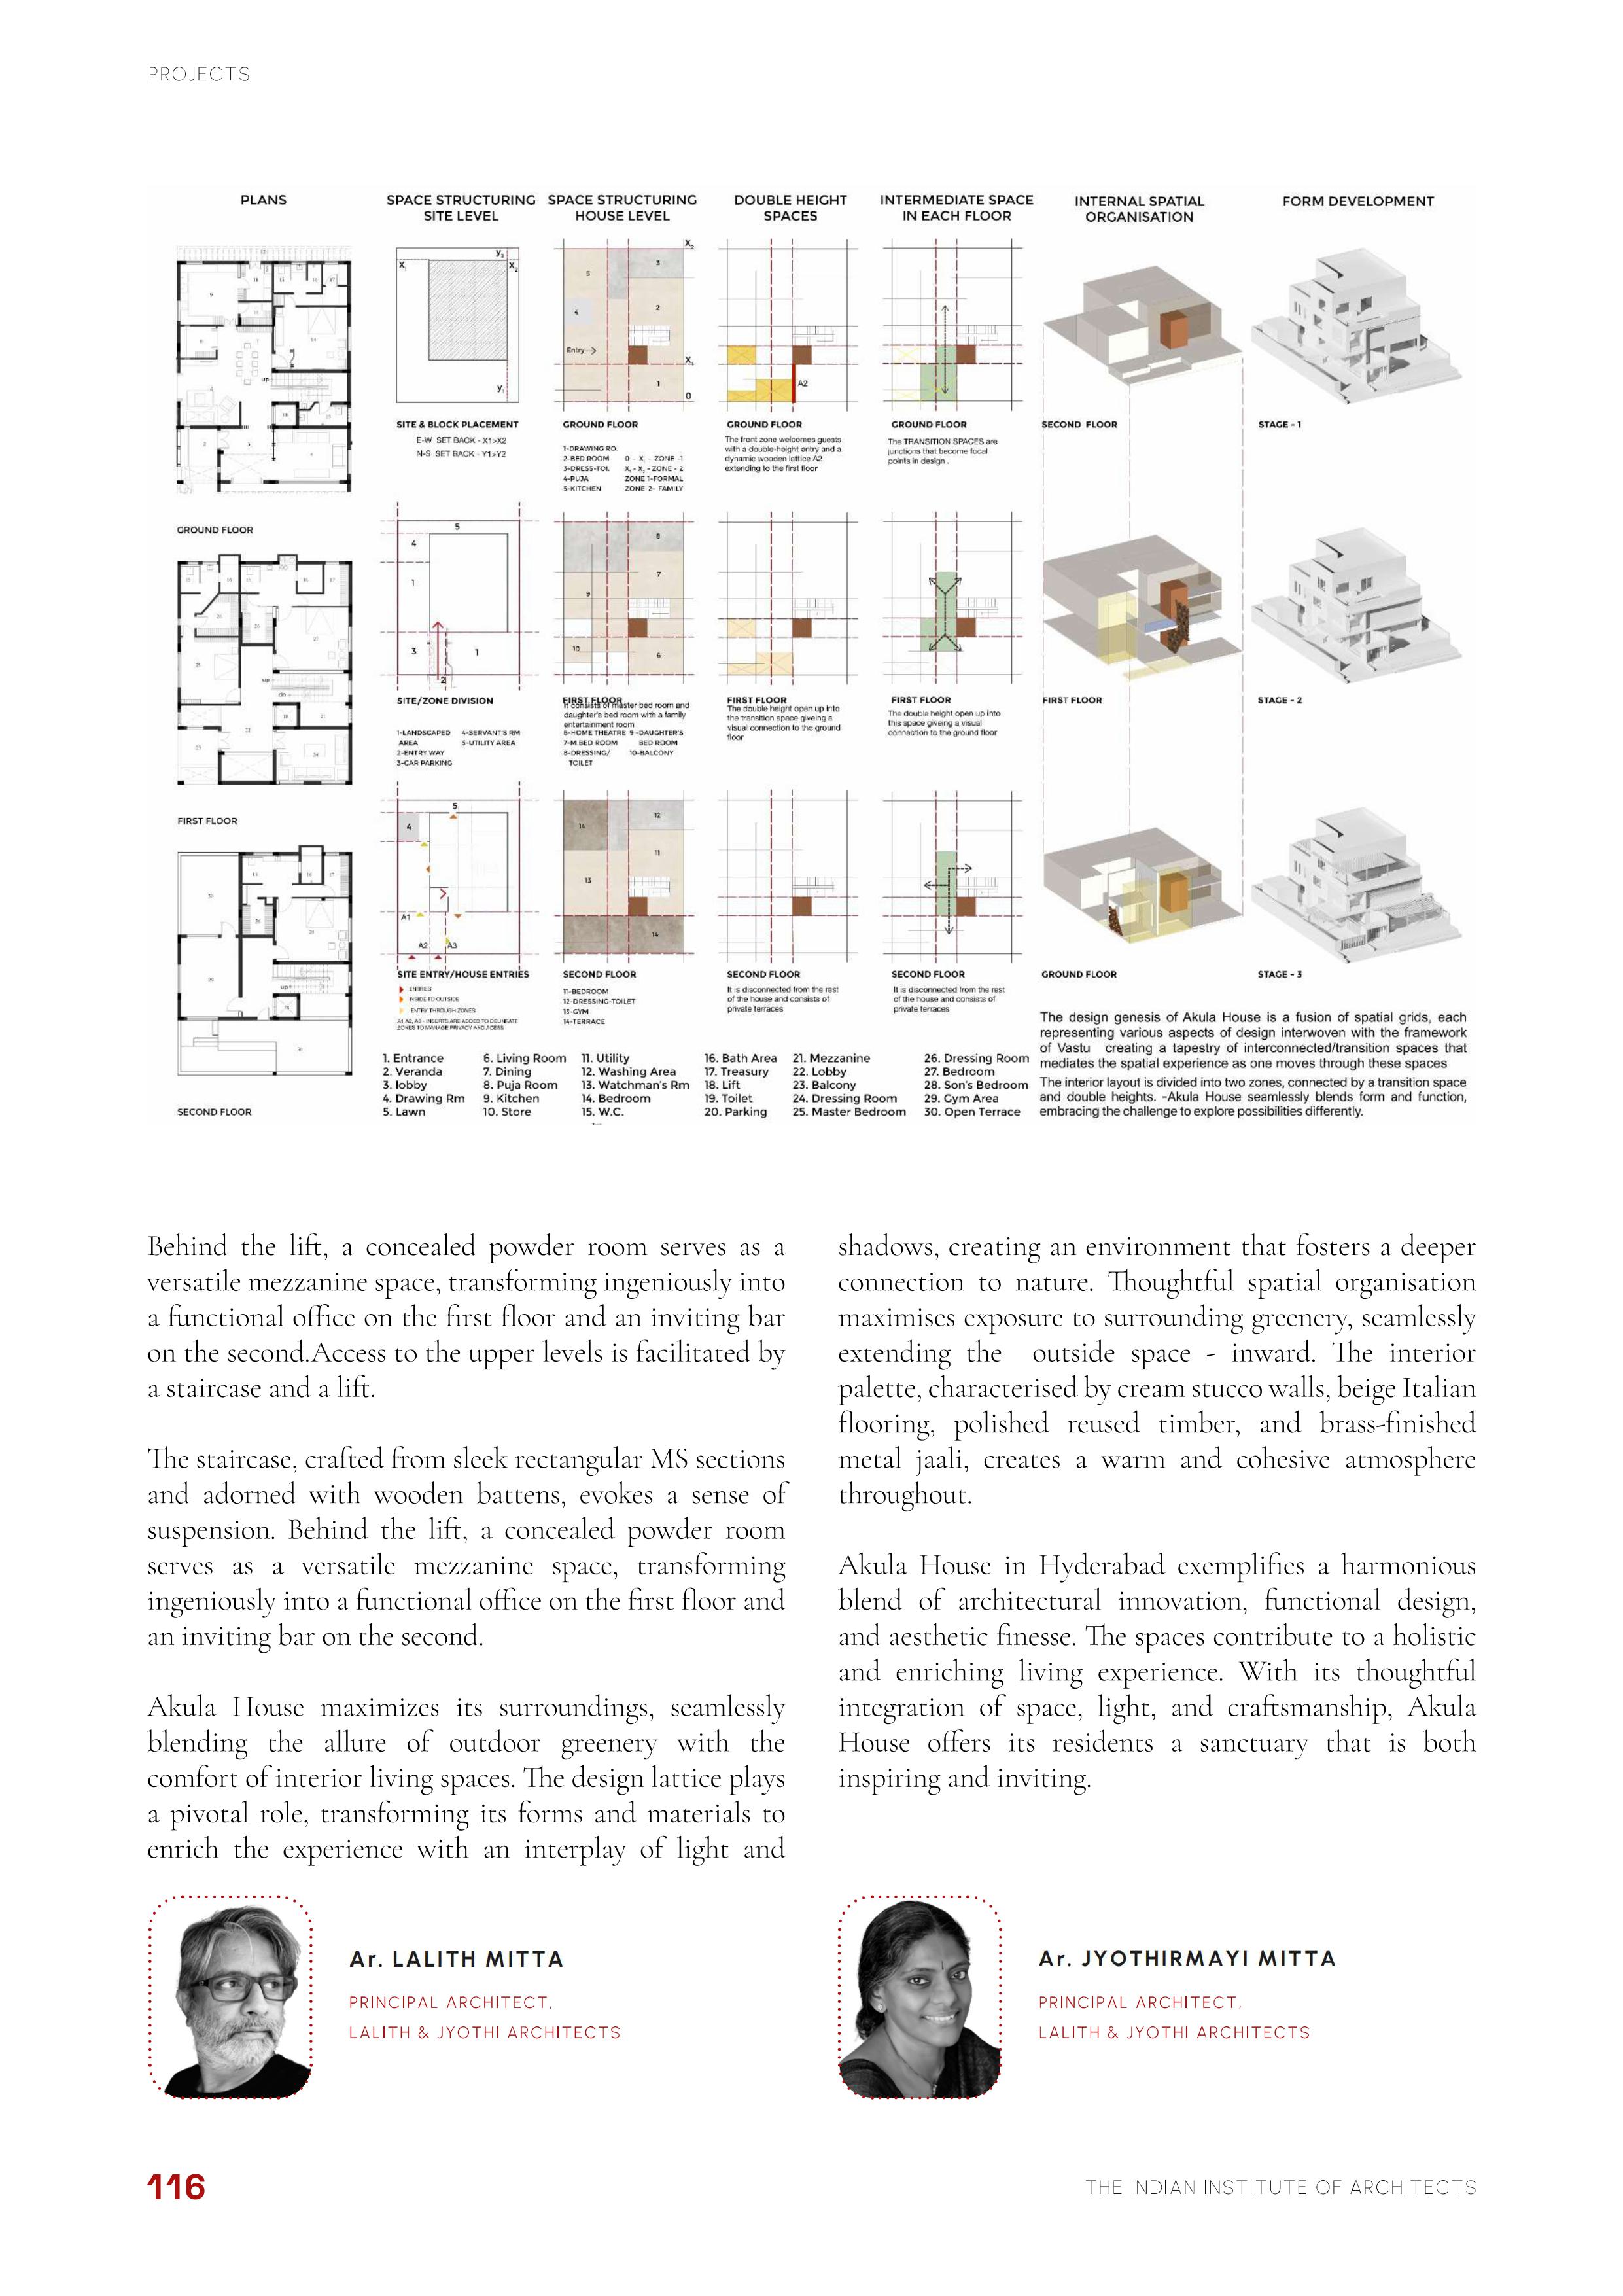 PROJECTS
PLANS
SPACE STRUCTURING
SITE LEVEL
SPACE STRUCTURING
HOUSE LEVEL
DOUBLE HEIGHT
SPACES
INTERMEDIATE SPACE
IN EACH FLOOR
INTERNAL SPATIAL
ORGANISATION
FORM DEVELOPMENT
GROUND FLOOR
FIRST FLOOR
SECOND FLOOR
SITE & BLOCK PLACEMENT
E-W SET BACK - X1>X2
N-S SET BACK - Y1>Y2
SITE/ZONE DIVISION
1-LANDSCAPED
AREA
2-ENTRY WAY
3-CAR PARKING
4-SERVANT'S RM
5-UTILITY AREA
SITE ENTRY/HOUSE ENTRIES
ENTRIES
INSIDE TO OUTSIDE
ENTRY THROUGH ZONES
A1 A2, A3 - INSERTS ARE ADDED TO DELINEATE
ZONES TO MANAGE PRIVACY AND ACESS
Entry
GROUND FLOOR
1-DRAWING RO.
2-BED ROOM
3-DRESS-TOI.
4-PUJA
5-KITCHEN
0 - X₁ - ZONE -1
X₁ - X₂ - ZONE - 2
ZONE 1-FORMAL
ZONE 2- FAMILY
FIRST FLOOR
It consists of master bed room and
daughter's bed room with a family
entertainment room
6-HOME THEATRE
7-M.BED ROOM
8-DRESSING/
TOILET
9 -DAUGHTER'S
BED ROOM
10-BALCONY
SECOND FLOOR
11-BEDROOM
12-DRESSING-TOILET
13-GYM
14-TERRACE
A2
GROUND FLOOR
The front zone welcomes guests
with a double-height entry and a
dynamic wooden lattice A2
extending to the first floor
FIRST FLOOR
The double height open up into
the transition space giveing a
visual connection to the ground
floor
SECOND FLOOR
It is disconnected from the rest
of the house and consists of
private terraces
GROUND FLOOR
The TRANSITION SPACES are
junctions that become focal
points in design .
FIRST FLOOR
The double height open up into
this space giveing a visual
connection to the ground floor
SECOND FLOOR
It is disconnected from the rest
of the house and consists of
private terraces
SECOND FLOOR
FIRST FLOOR
GROUND FLOOR
STAGE - 1
STAGE - 2
STAGE - 3
1. Entrance
2. Veranda
3. lobby
4. Drawing Rm
5. Lawn
6. Living Room
7. Dining
8. Puja Room
9. Kitchen
10. Store
11. Utility
12. Washing Area
13. Watchman's Rm
14. Bedroom
15. W.C.
16. Bath Area
17. Treasury
18. Lift
19. Toilet
20. Parking
21. Mezzanine
22. Lobby
23. Balcony
24. Dressing Room
25. Master Bedroom
26. Dressing Room
27. Bedroom
28. Son's Bedroom
29. Gym Area
30. Open Terrace
The design genesis of Akula House is a fusion of spatial grids, each
representing various aspects of design interwoven with the framework
of Vastu creating a tapestry of interconnected/transition spaces that
mediates the spatial experience as one moves through these spaces
The interior layout is divided into two zones, connected by a transition space
and double heights. -Akula House seamlessly blends form and function,
embracing the challenge to explore possibilities differently.
Behind the lift, a concealed powder room serves as a
versatile mezzanine space, transforming ingeniously into
a functional office on the first floor and an inviting bar
on the second.Access to the upper levels is facilitated by
a staircase and a lift.
The staircase, crafted from sleek rectangular MS sections
and adorned with wooden battens, evokes a sense of
suspension. Behind the lift, a concealed powder room
serves as a versatile mezzanine space, transforming
ingeniously into a functional office on the first floor and
an inviting bar on the second.
Akula House maximizes its surroundings, seamlessly
blending the allure of outdoor greenery with the
comfort of interior living spaces. The design lattice plays
a pivotal role, transforming its forms and materials to
enrich the experience with an interplay of light and
shadows, creating an environment that fosters a deeper
connection to nature. Thoughtful spatial organisation
maximises exposure to surrounding greenery, seamlessly
extending the outside space - inward. The interior
palette, characterised by cream stucco walls, beige Italian
flooring, polished reused timber, and brass-finished
metal jaali, creates a warm and cohesive atmosphere
throughout.
Akula House in Hyderabad exemplifies a harmonious
blend of architectural innovation, functional design,
and aesthetic finesse. The spaces contribute to a holistic
and enriching living experience. With its thoughtful
integration of space, light, and craftsmanship, Akula
House offers its residents a sanctuary that is both
inspiring and inviting.
Ar. LALITH MITTA
PRINCIPAL ARCHITECT,
LALITH & JYOTHI ARCHITECTS
Ar. JYOTHIRMAYI MITTA
PRINCIPAL ARCHITECT,
LALITH & JYOTHI ARCHITECTS
116
THE INDIAN INSTITUTE OF ARCHITECTS